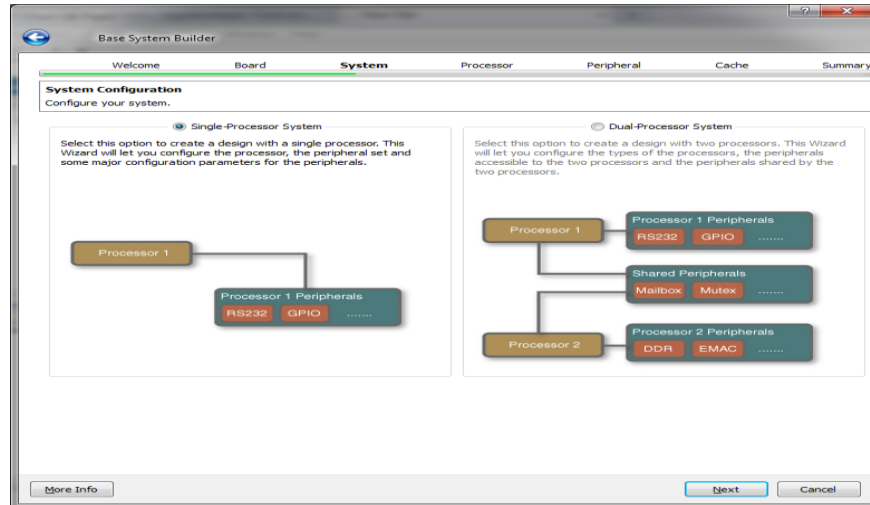 Base System Builder
Welcome Board System Processor Peripheral Cache Summary
System Configuration
Configure your system.
Single-Processor System
Select this option to create a design with a single processor. This
Wizard will let you configure the processor, the peripheral set and
some major configuration parameters for the peripherals.
Processor 1
Processor 1 Peripherals
RS232 GPIO .......
Dual-Processor System
Select this option to create a design with two processors. This Wizard
will let you configure the types of the processors, the peripherals
accessible to the two processors and the peripherals shared by the
two processors.
Processor 1
Processor 1 Peripherals
RS232 GPIO ......
Shared Peripherals
Mailbox Mutex ......
Processor 2
Processor 2 Peripherals
DDR EMAC ......
More Info Next Cancel